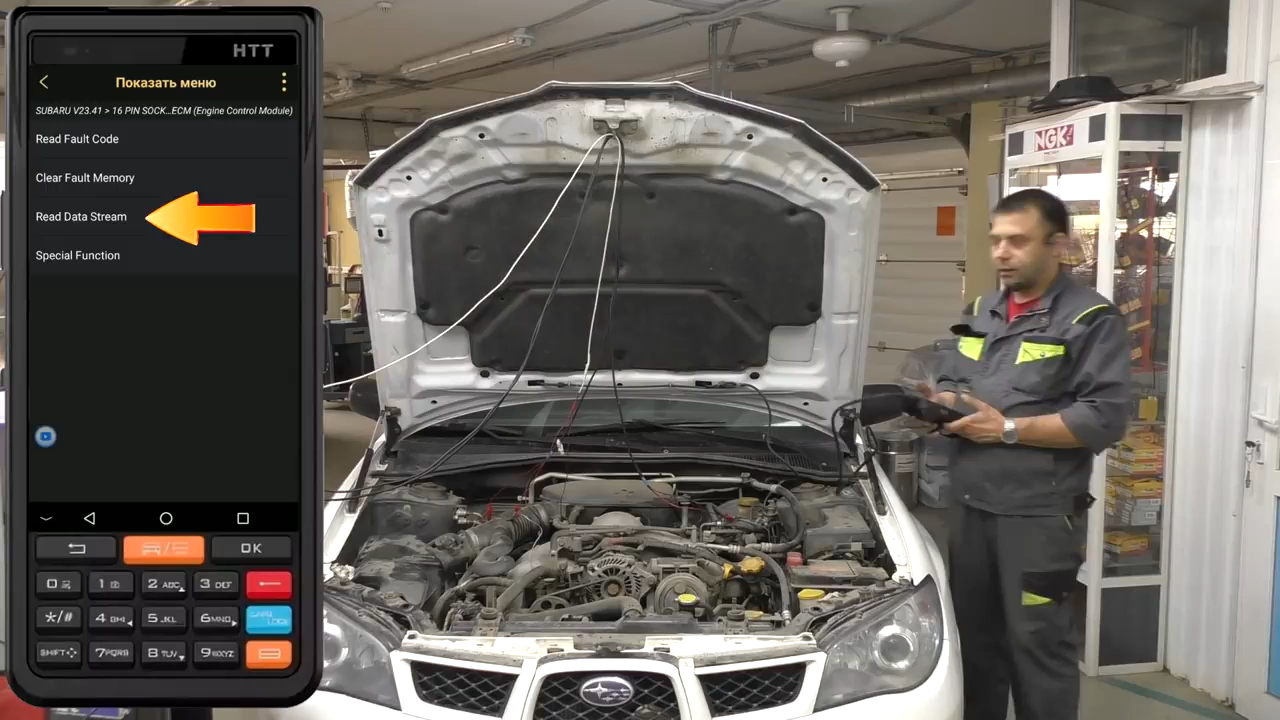 HTT
Показать меню
SUBARU V23.41 > 16 PIN SOCK..ECM (Engine Control Module)
Read Fault Code
Clear Fault Memory
Read Data Stream
Special Function
OK
0
1
2 ABC
3 DEF
*/#
4 GHI
5 JKL
6 MNO
SHIFT
7 PQRS
8 TUV
9 WXYZ
NGK